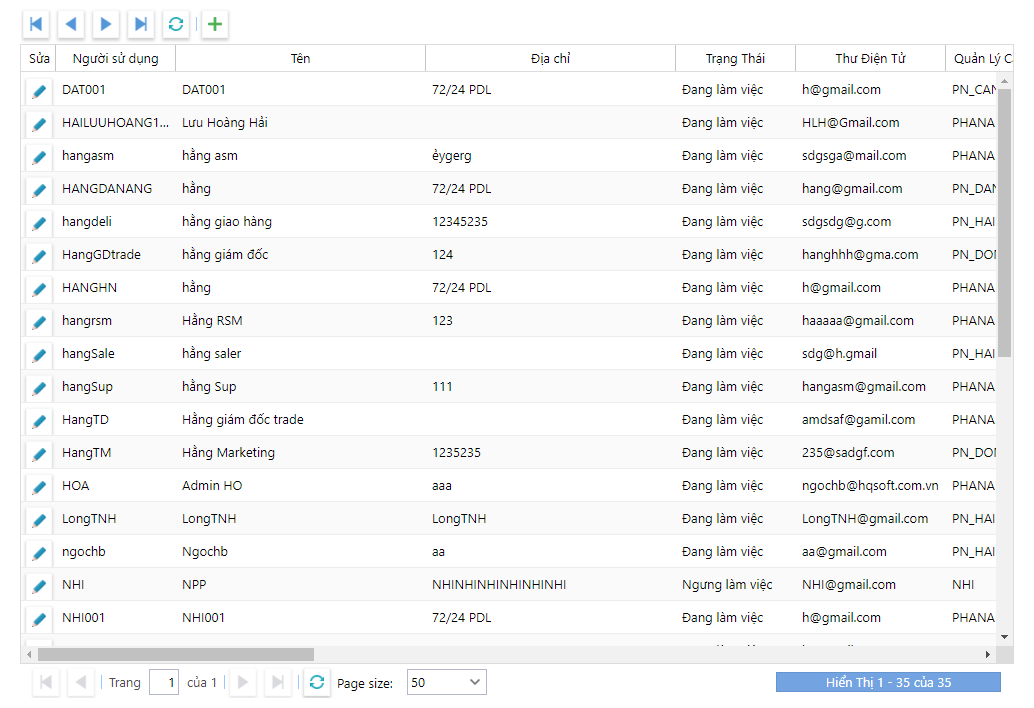 Sửa Người sử dụng Tên Địa chỉ Trạng Thái Thư Điện Tử Quản Lý C
DAT001 DAT001 72/24 PDL Đang làm việc h@gmail.com PN_CAN
HAILUUHOANG1... Lưu Hoàng Hải Đang làm việc HLH@Gmail.com PHANA
hangasm hằng asm ẻygerg Đang làm việc sdgsga@mail.com PHANA
HANGDANANG hằng 72/24 PDL Đang làm việc hang@gmail.com PN_DAN
hangdeli hằng giao hàng 12345235 Đang làm việc sdgsdg@g.com PN_HAI
HangGDtrade hằng giám đốc 124 Đang làm việc hanghhh@gma.com PN_DON
HANGHN hằng 72/24 PDL Đang làm việc h@gmail.com PHANA
hangrsm Hằng RSM 123 Đang làm việc haaaaa@gmail.com PHANA
hangSale hằng saler Đang làm việc sdg@h.gmail PN_HAI
hangSup hằng Sup 111 Đang làm việc hangasm@gmail.com PHANA
HangTD Hằng giám đốc trade Đang làm việc amdsaf@gamil.com PHANA
HangTM Hằng Marketing 1235235 Đang làm việc 235@sadgf.com PN_DON
HOA Admin HO aaa Đang làm việc ngochb@hqsoft.com.vn PHANA
LongTNH LongTNH LongTNH Đang làm việc LongTNH@gmail.com PN_HAI
ngochb Ngochb aa Đang làm việc aa@gmail.com PN_HAI
NHI NPP NHINHINHINHINHINHI Ngưng làm việc NHI@gmail.com NHI
NHI001 NHI001 72/24 PDL Đang làm việc h@gmail.com PHANA
Trang 1 của 1 Page size: 50 Hiển Thị 1 - 35 của 35